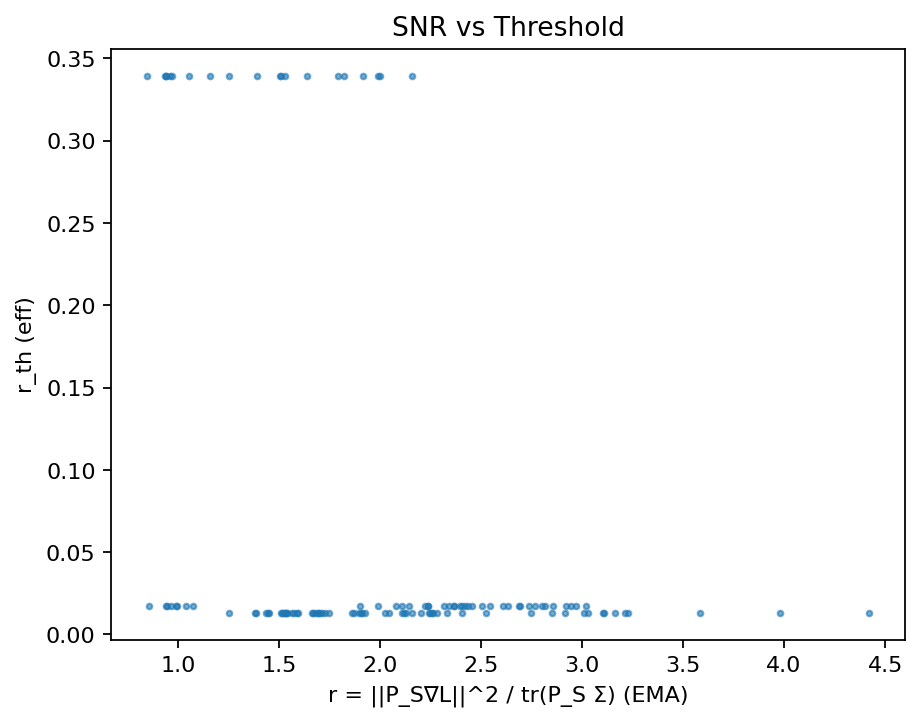 SNR vs Threshold
r_th (eff)
0.35
0.30
0.25
0.20
0.15
0.10
0.05
0.00
1.0 1.5 2.0 2.5 3.0 3.5 4.0 4.5
r = ||P_S∇L||^2 / tr(P_S Σ) (EMA)